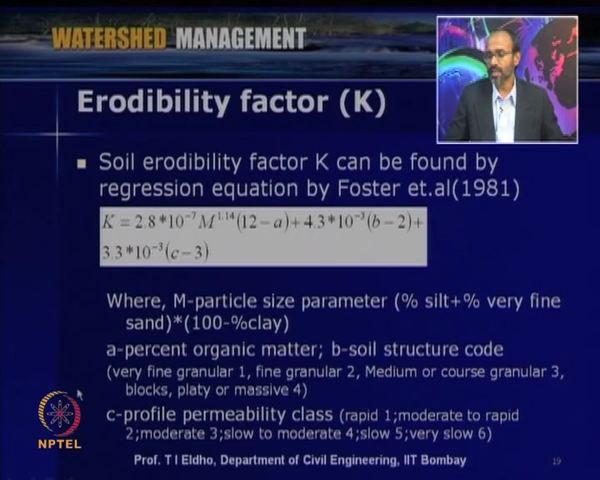 WATERSHED MANAGEMENT
Erodibility factor (K)
Soil erodibility factor K can be found by
regression equation by Foster et.al(1981)
K = 2.8*10⁻⁷M^1.14(12−a)+4.3*10⁻³(b−2)+
3.3*10⁻³(c−3)
Where, M-particle size parameter (% silt+% very fine
sand)*(100-%clay)
a-percent organic matter; b-soil structure code
(very fine granular 1, fine granular 2, Medium or course granular 3,
blocks, platy or massive 4)
c-profile permeability class (rapid 1;moderate to rapid
2;moderate 3;slow to moderate 4;slow 5;very slow 6)
NPTEL
Prof. T I Eldho, Department of Civil Engineering, IIT Bombay
19